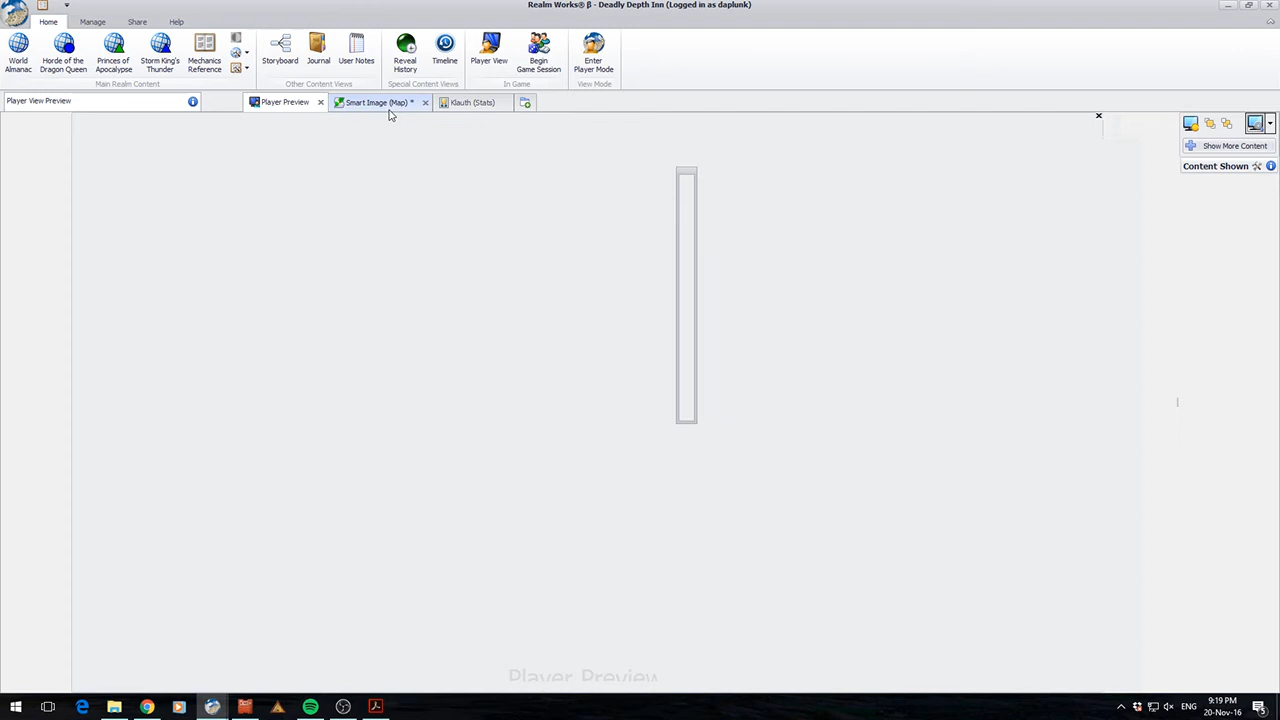 Realm Works® β - Deadly Depth Inn (Logged in as daplunk)
Home Manage Share Help
World Almanac
Horde of the Dragon Queen
Princes of Apocalypse
Storm King's Thunder
Mechanics Reference
Storyboard
Journal
User Notes
Reveal History
Timeline
Player View
Begin Game Session
Enter Player Mode
Main Realm Content
Other Content Views
Special Content Views
In Game
View Mode
Player View Preview
Player Preview
Smart Image (Map) *
Klauth (Stats)
Show More Content
Content Shown
Player Preview
ENG
9:19 PM
20-Nov-16